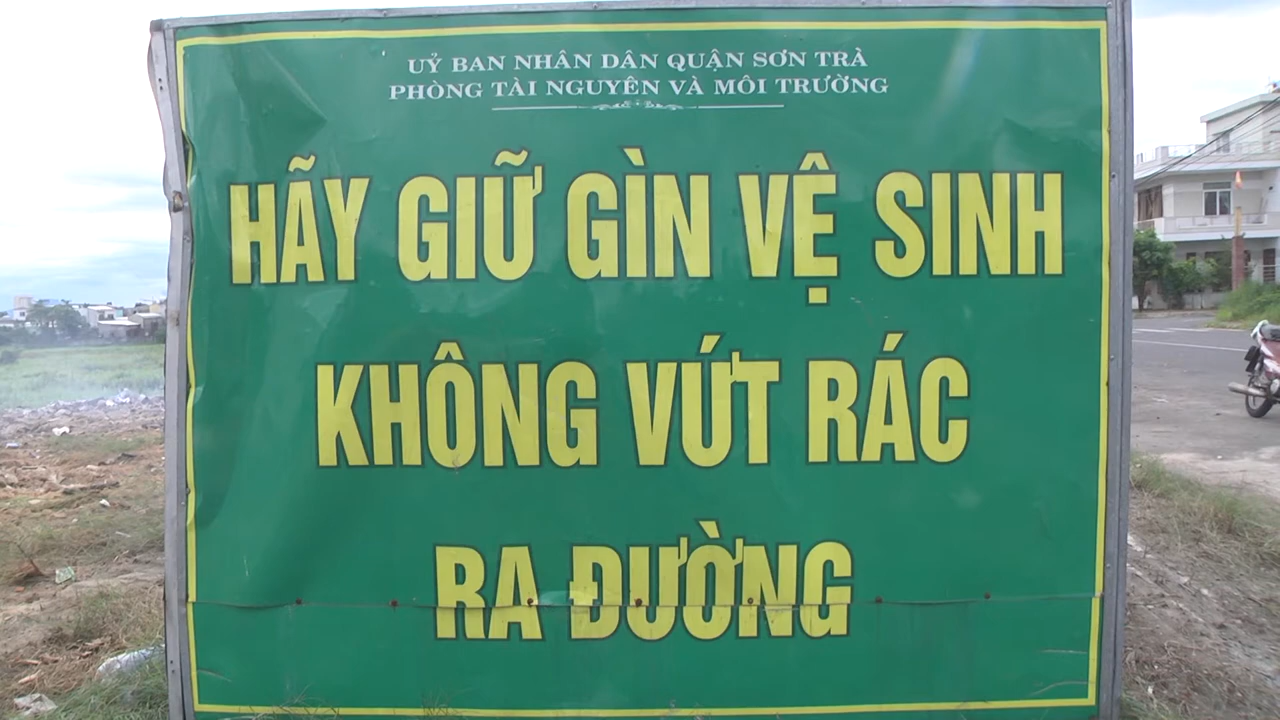 UỶ BAN NHÂN DÂN QUẬN SƠN TRÀ
PHÒNG TÀI NGUYÊN VÀ MÔI TRƯỜNG
HÃY GIỮ GÌN VỆ SINH
KHÔNG VỨT RÁC
RA ĐƯỜNG